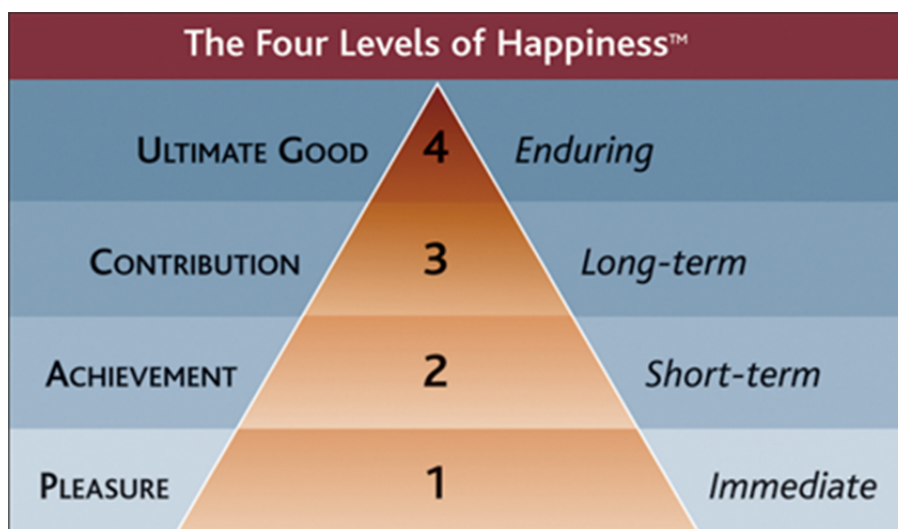 The Four Levels of Happiness™
Ultimate Good 4 Enduring
Contribution 3 Long-term
Achievement 2 Short-term
Pleasure 1 Immediate